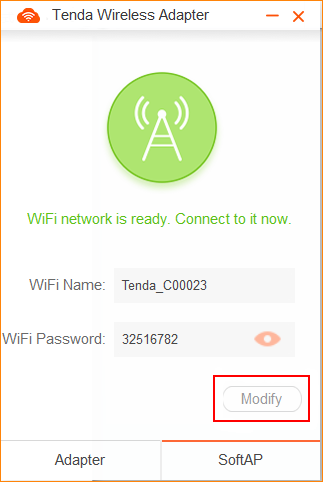 Tenda Wireless Adapter
WiFi network is ready. Connect to it now.
WiFi Name: Tenda_C00023
WiFi Password: 32516782
Modify
Adapter SoftAP